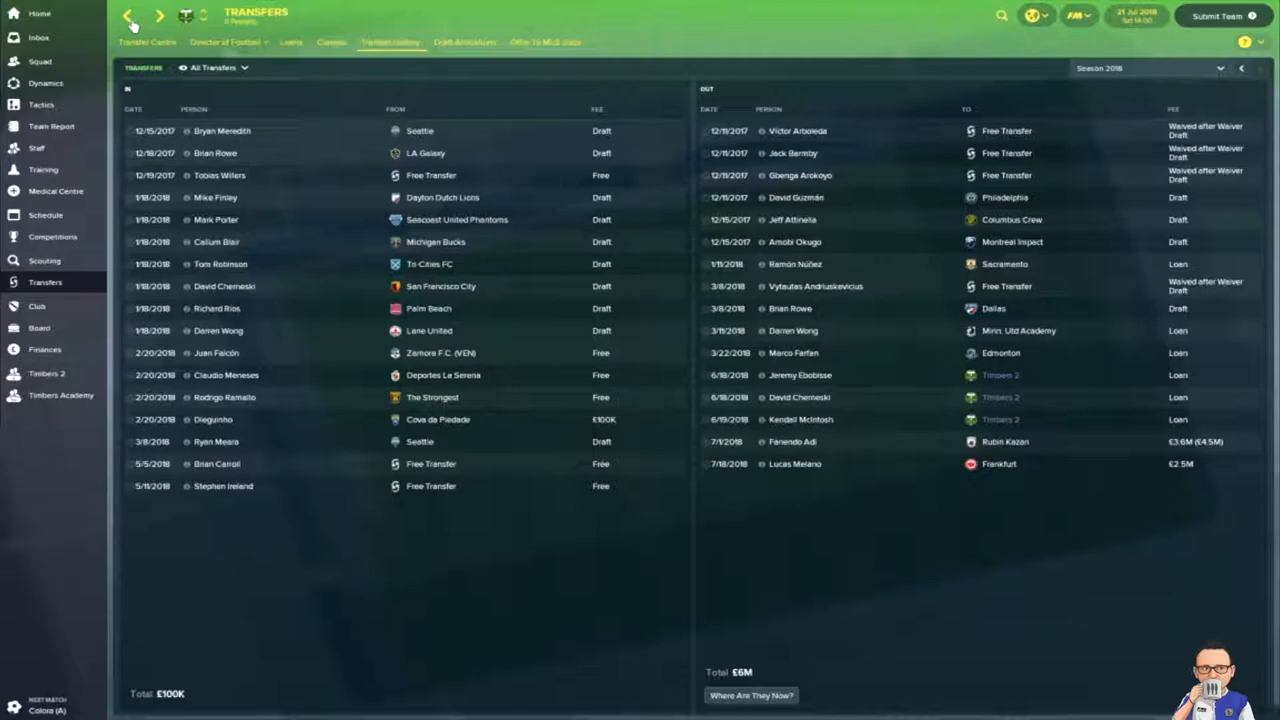 Home
TRANSFERS
21 Jul 2018
Sat 14:00
FM
Submit Team
Inbox
Squad
Transfer Centre Director of Football Loans Clauses Transfer History Draft Allocations Offer To MLS Clubs
TRANSFERS All Transfers Season 2018
Dynamics
Tactics
Team Report
Staff
Training
Medical Centre
Schedule
Competitions
Scouting
Transfers
Club
Board
Finances
Timbers 2
Timbers Academy
NEXT MATCH
Colora (A)
IN
DATE PERSON FROM FEE
12/15/2017 Bryan Meredith Seattle Draft
12/18/2017 Brian Rowe LA Galaxy Draft
12/19/2017 Tobias Willers Free Transfer Free
1/18/2018 Mike Finley Dayton Dutch Lions Draft
1/18/2018 Mark Porter Seacoast United Phantoms Draft
1/18/2018 Callum Blair Michigan Bucks Draft
1/18/2018 Tom Robinson Tri-Cities FC Draft
1/18/2018 David Cherneski San Francisco City Draft
1/18/2018 Richard Rios Palm Beach Draft
1/18/2018 Darren Wong Lane United Draft
2/20/2018 Juan Falcón Zamora F.C. (VEN) Free
2/20/2018 Claudio Meneses Deportes La Serena Free
2/20/2018 Rodrigo Ramallo The Strongest Free
2/20/2018 Dieguinho Cova da Piedade £100K
3/8/2018 Ryan Meara Seattle Draft
5/5/2018 Brian Carroll Free Transfer Free
5/11/2018 Stephen Ireland Free Transfer Free
Total £100K
OUT
DATE PERSON TO FEE
12/11/2017 Víctor Arboleda Free Transfer Waived after Waiver Draft
12/11/2017 Jack Barmby Free Transfer Waived after Waiver Draft
12/11/2017 Gbenga Arokoyo Free Transfer Waived after Waiver Draft
12/11/2017 David Guzmán Philadelphia Draft
12/15/2017 Jeff Attinella Columbus Crew Draft
12/15/2017 Amobi Okugo Montreal Impact Draft
1/11/2018 Ramón Núñez Sacramento Loan
3/8/2018 Vytautas Andriuskevicius Free Transfer Waived after Waiver Draft
3/8/2018 Brian Rowe Dallas Draft
3/11/2018 Darren Wong Minn. Utd Academy Loan
3/22/2018 Marco Farfan Edmonton Loan
6/18/2018 Jeremy Ebobisse Timbers 2 Loan
6/18/2018 David Cherneski Timbers 2 Loan
6/19/2018 Kendall McIntosh Timbers 2 Loan
7/1/2018 Fanendo Adi Rubin Kazan £3.6M (£4.5M)
7/18/2018 Lucas Melano Frankfurt £2.5M
Total £6M
Where Are They Now?